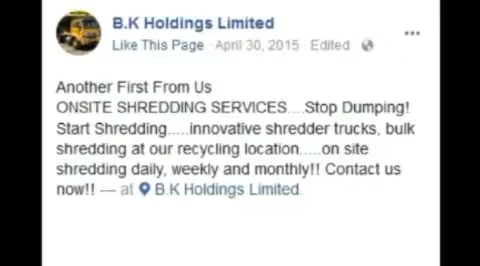 B.K Holdings Limited
Like This Page · April 30, 2015 · Edited ·
Another First From Us
ONSITE SHREDDING SERVICES....Stop Dumping!
Start Shredding.....innovative shredder trucks, bulk
shredding at our recycling location.....on site
shredding daily, weekly and monthly!! Contact us
now!! — at B.K Holdings Limited.